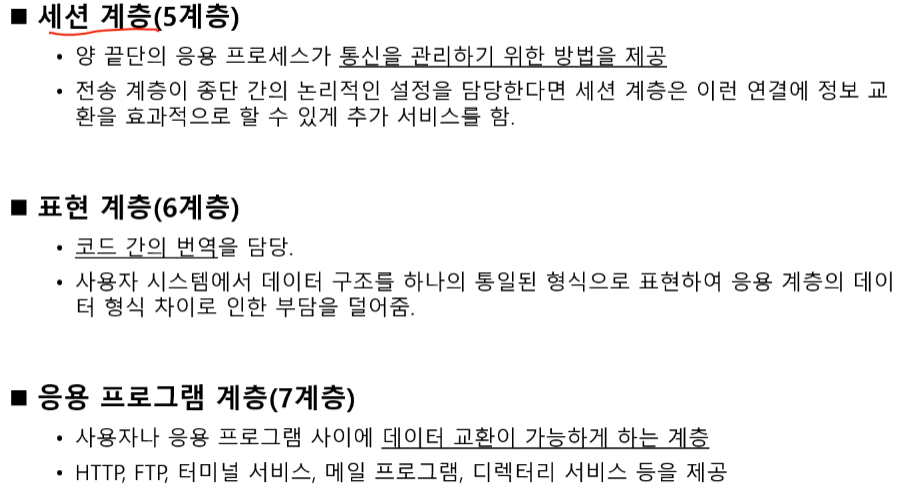 ■ 세션 계층(5계층)
• 양 끝단의 응용 프로세스가 통신을 관리하기 위한 방법을 제공
• 전송 계층이 종단 간의 논리적인 설정을 담당한다면 세션 계층은 이런 연결에 정보 교
환을 효과적으로 할 수 있게 추가 서비스를 함.
■ 표현 계층(6계층)
• 코드 간의 번역을 담당.
• 사용자 시스템에서 데이터 구조를 하나의 통일된 형식으로 표현하여 응용 계층의 데이
터 형식 차이로 인한 부담을 덜어줌.
■ 응용 프로그램 계층(7계층)
• 사용자나 응용 프로그램 사이에 데이터 교환이 가능하게 하는 계층
• HTTP, FTP, 터미널 서비스, 메일 프로그램, 디렉터리 서비스 등을 제공